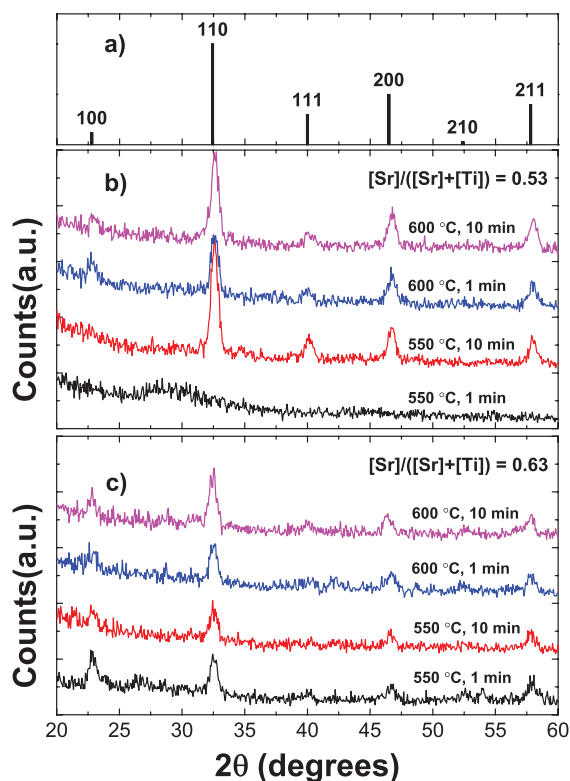 a)
110
100
111
200
210
211
b)
[Sr]/([Sr]+[Ti]) = 0.53
600 °C, 10 min
600 °C, 1 min
550 °C, 10 min
550 °C, 1 min
Counts(a.u.)
c)
[Sr]/([Sr]+[Ti]) = 0.63
600 °C, 10 min
600 °C, 1 min
550 °C, 10 min
550 °C, 1 min
Counts(a.u.)
20 25 30 35 40 45 50 55 60
2θ (degrees)